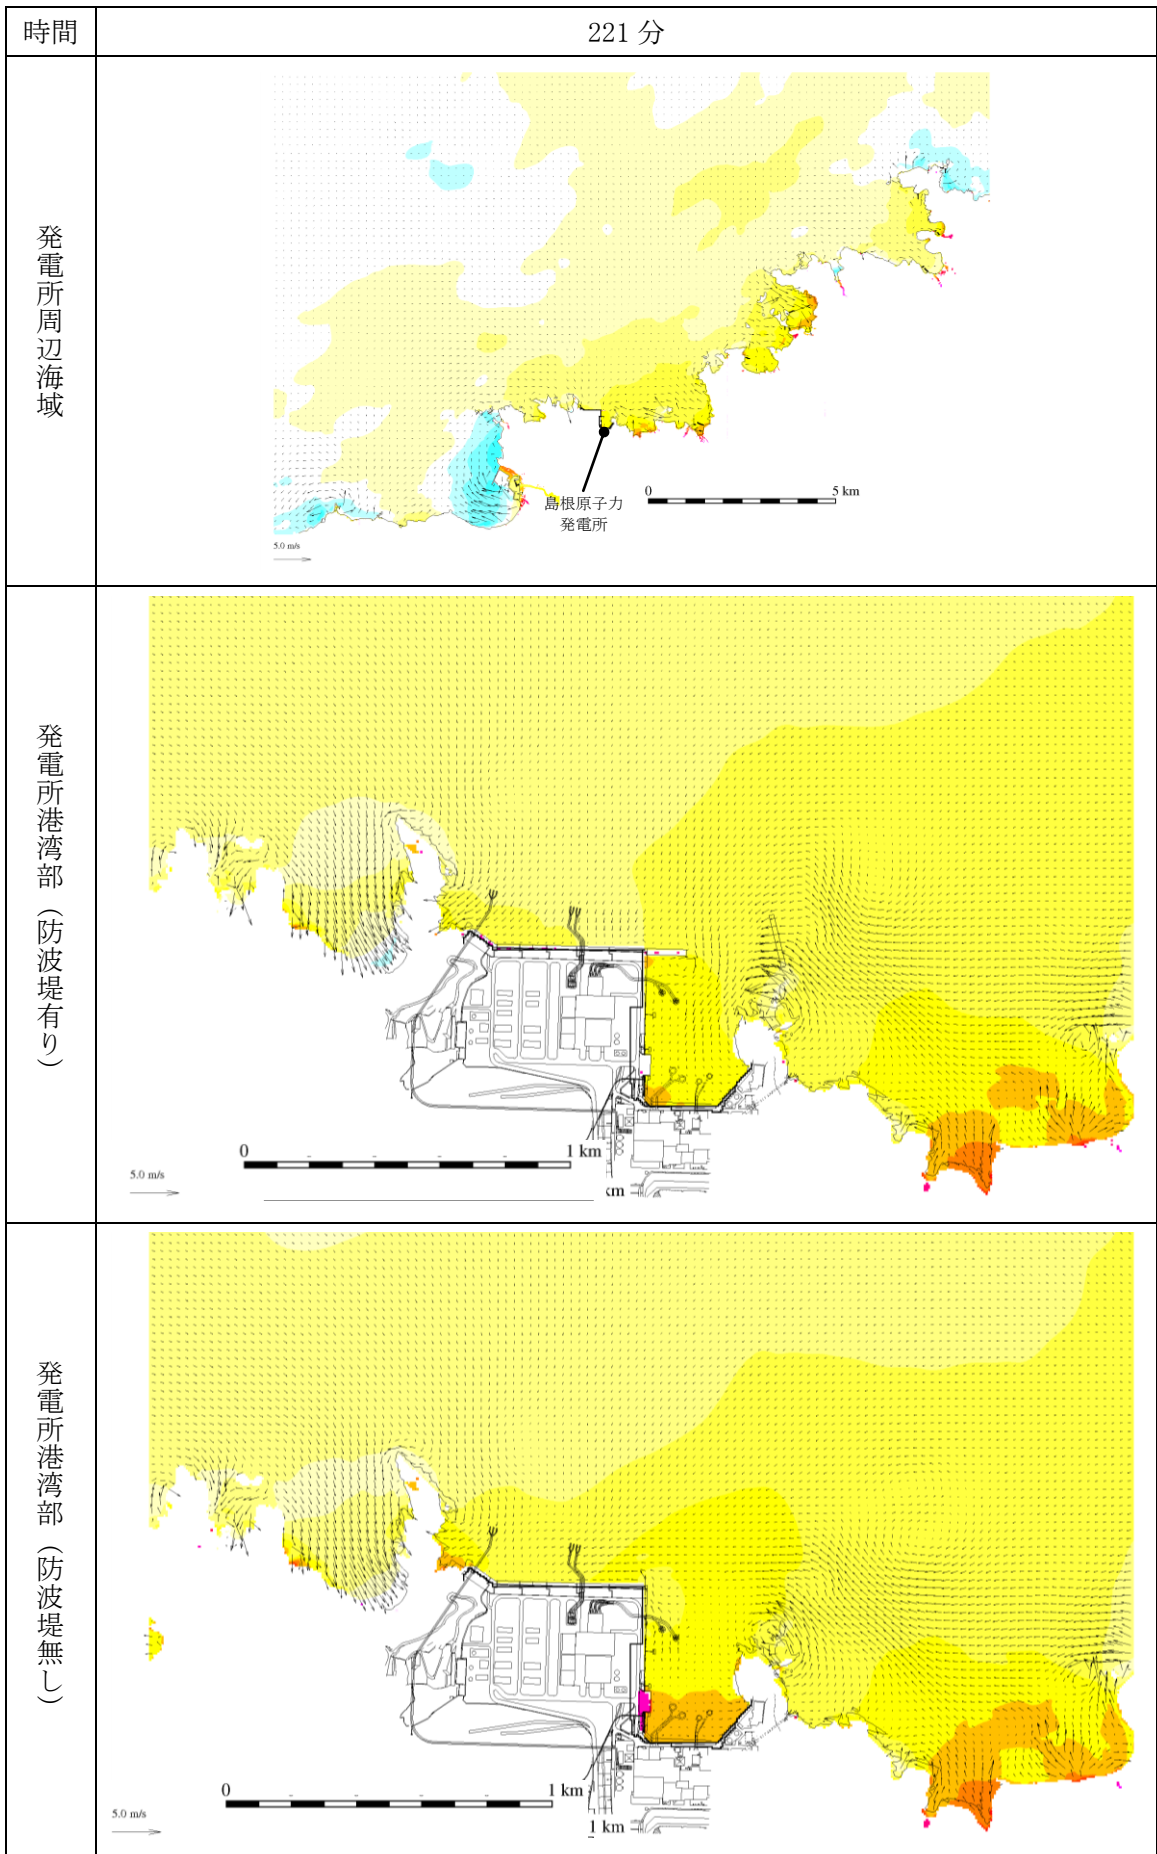 時間
221 分
発電所周辺海域
島根原子力
発電所
0
5 km
5.0 m/s
発電所港湾部（防波堤有り）
0
1 km
5.0 m/s
km
発電所港湾部（防波堤無し）
0
1 km
5.0 m/s
1 km